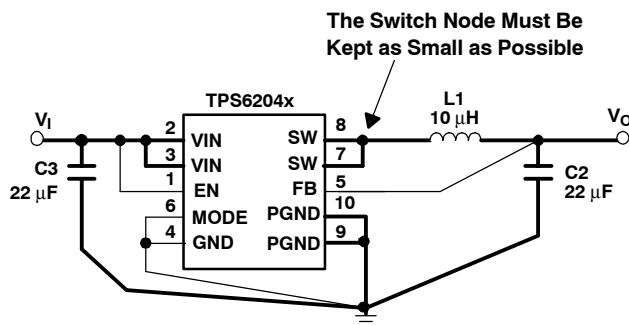 The Switch Node Must Be
Kept as Small as Possible
TPS6204x
L1
10 μH
VI
VO
2
VIN
SW
8
3
VIN
SW
7
1
EN
FB
5
6
MODE
PGND
10
4
GND
PGND
9
C3
22 μF
C2
22 μF